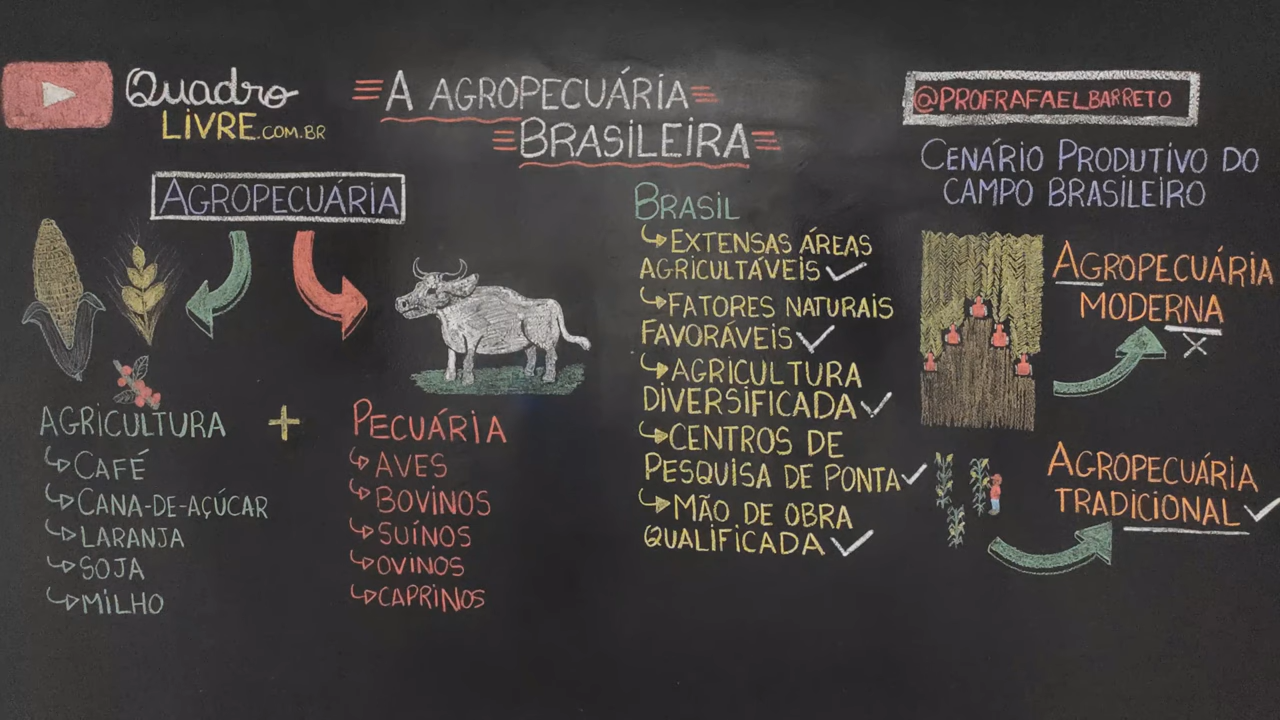 Quadro
LIVRE.COM.BR
A AGROPECUÁRIA
BRASILEIRA
@PROFRAFAELBARRETO
AGROPECUÁRIA
AGRICULTURA
CAFÉ
CANA-DE-AÇÚCAR
LARANJA
SOJA
MILHO
+
PECUÁRIA
AVES
BOVINOS
SUÍNOS
OVINOS
CAPRINOS
BRASIL
EXTENSAS ÁREAS
AGRICULTÁVEIS
FATORES NATURAIS
FAVORÁVEIS
AGRICULTURA
DIVERSIFICADA
CENTROS DE
PESQUISA DE PONTA
MÃO DE OBRA
QUALIFICADA
CENÁRIO PRODUTIVO DO
CAMPO BRASILEIRO
AGROPECUÁRIA
MODERNA
X
AGROPECUÁRIA
TRADICIONAL